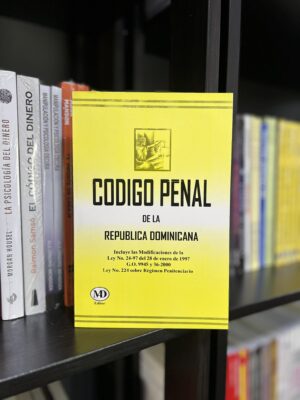 CODIGO PENAL
DE LA
REPUBLICA DOMINICANA
Incluye las Modificaciones de la
Ley No. 24-97 del 28 de enero de 1997
G.O. 9945 y 36-2000
Ley No. 224 sobre Régimen Penitenciario
MD
Editor
MORGAN HOUSEL
LA PSICOLOGÍA DEL DINERO
Raimon Samsó
EL CÓDIGO DEL DINERO